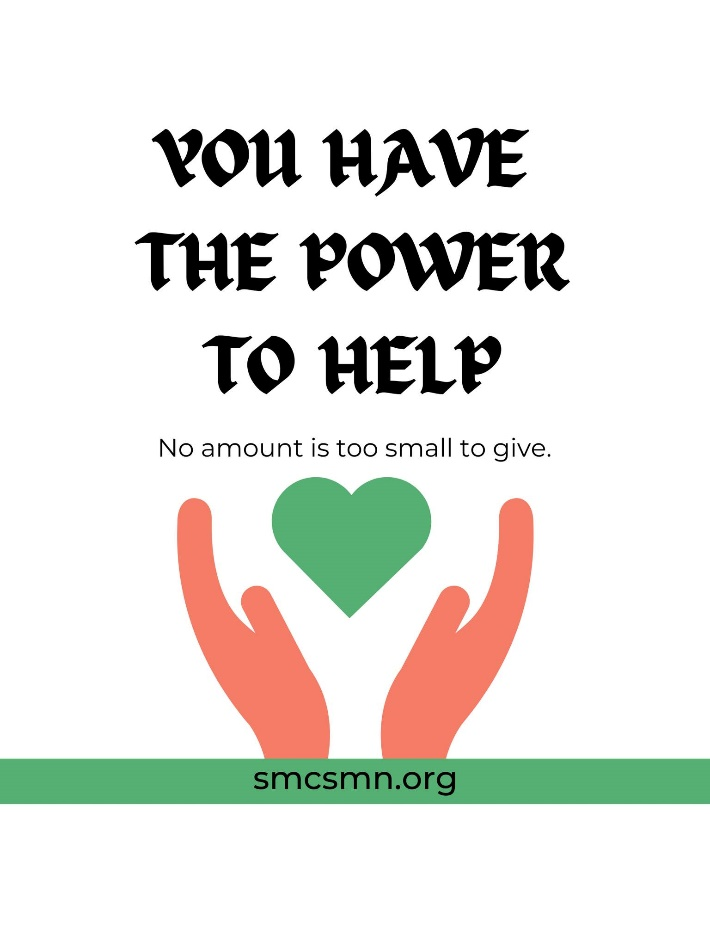 YOU HAVE
THE POWER
TO HELP
No amount is too small to give.
smcsmn.org